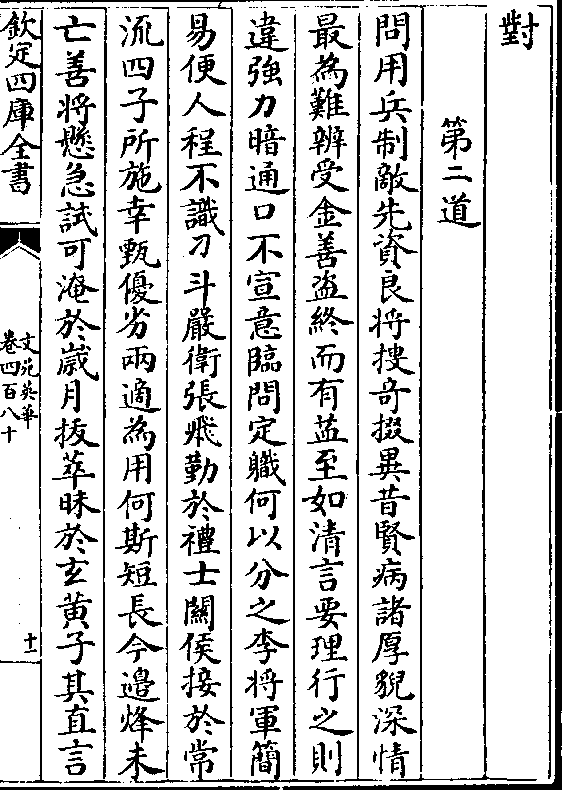 對
第二道
問用兵制敵先資良將搜奇掇異昔賢病諸厚貌深情
最為難辨受金善盗終而有益至如清言要理行之則
違強力暗通口不宣意臨問定職何以分之李將軍簡
易便人程不識刀斗嚴衛張飛勤於禮士關侯接於常
流四子所施幸甄優劣兩適為用何斯短長今邉烽未
亡善將懸急試可淹於嵗月拔萃昧於玄黄子其直言
欽定四庫全書
文苑英華
卷四百八十
十二